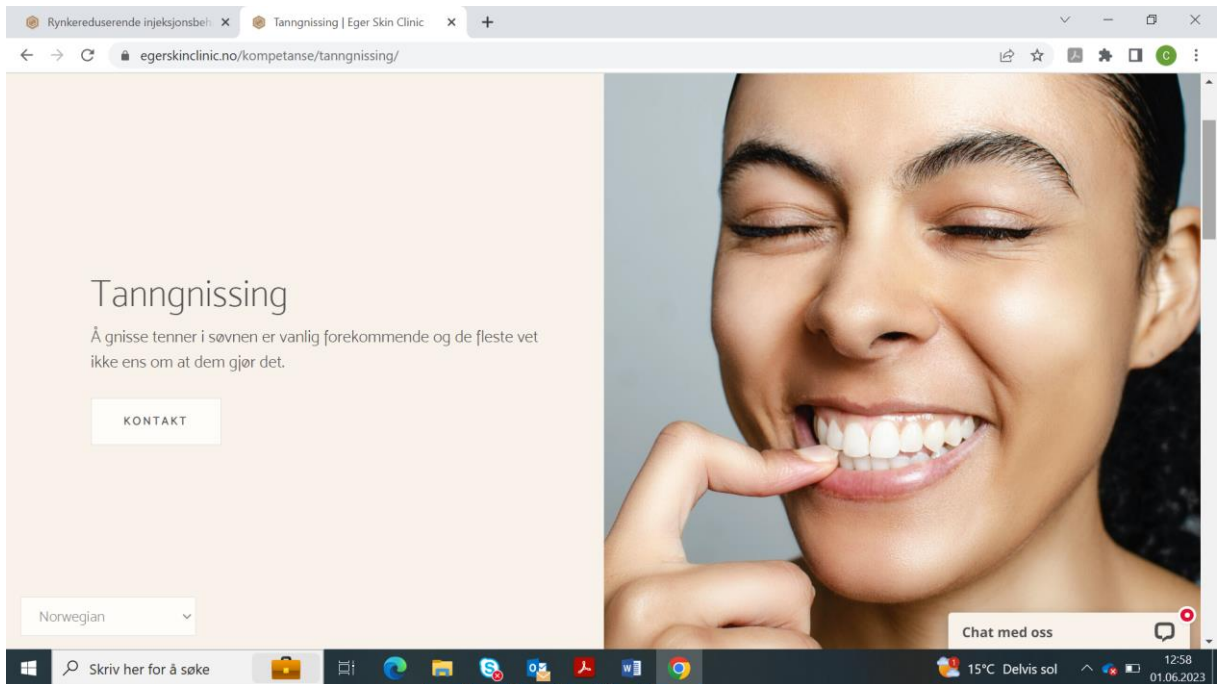 Rynkereduserende injeksjonsbeh
Tanngnissing | Eger Skin Clinic
egerskinclinic.no/kompetanse/tanngnissing/
C
Tanngnissing
Å gnisse tenner i søvnen er vanlig forekommende og de fleste vet
ikke ens om at dem gjør det.
KONTAKT
Norwegian
Chat med oss
Skriv her for å søke
15°C Delvis sol
12:58
01.06.2023